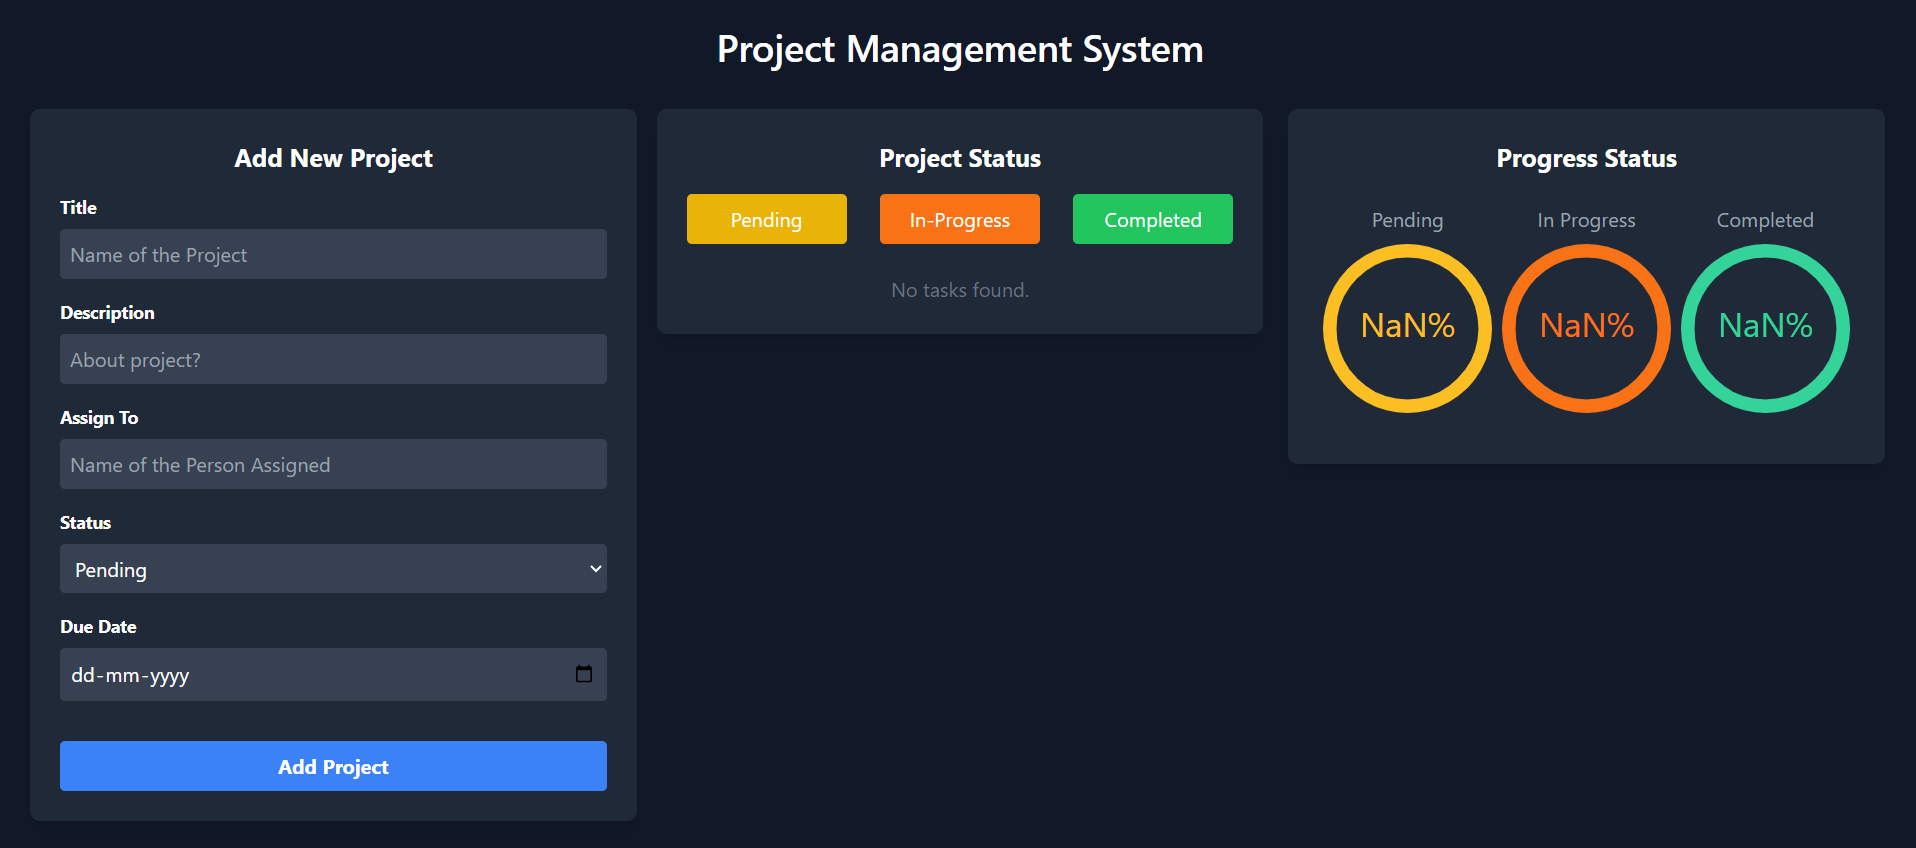 Project Management System
Add New Project
Title
Name of the Project
Description
About project?
Assign To
Name of the Person Assigned
Status
Pending
Due Date
dd-mm-yyyy
Add Project
Project Status
Pending In-Progress Completed
No tasks found.
Progress Status
Pending In Progress Completed
NaN% NaN% NaN%